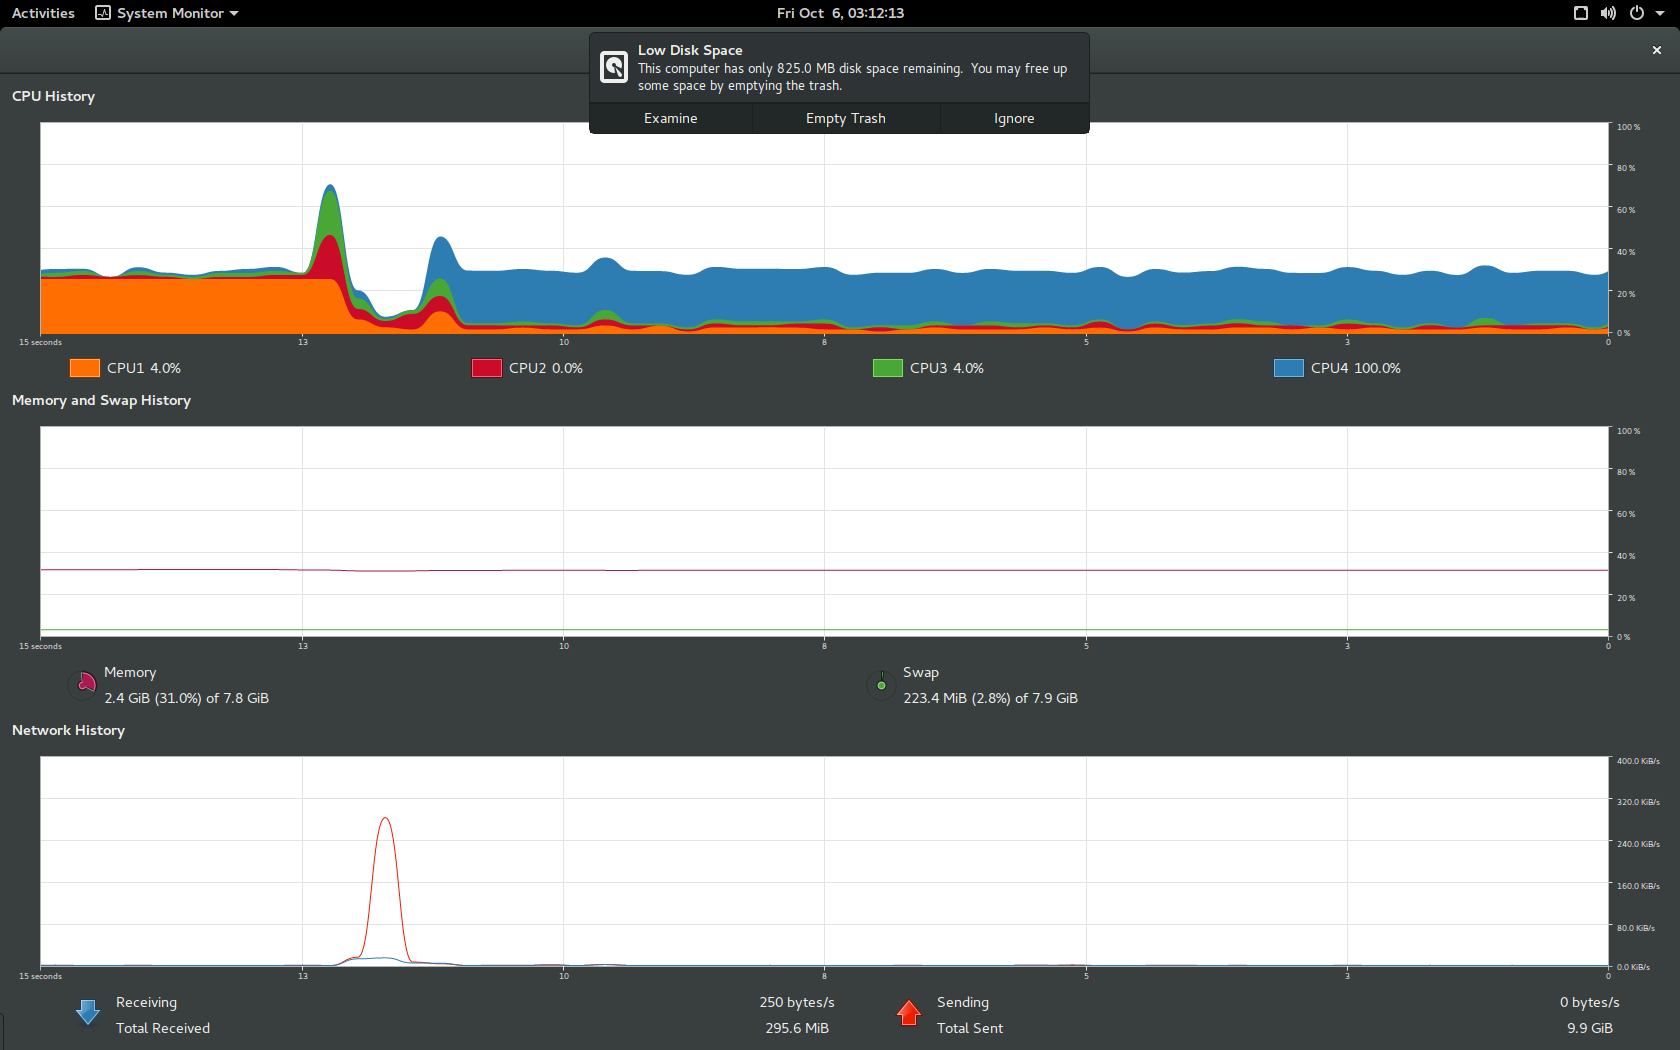 Activities System Monitor Fri Oct 6, 03:12:13
Low Disk Space
This computer has only 825.0 MB disk space remaining. You may free up
some space by emptying the trash.
Examine Empty Trash Ignore
CPU History
100 %
80 %
60 %
40 %
20 %
0 %
15 seconds 13 10 8 5 3 0
CPU1 4.0% CPU2 0.0% CPU3 4.0% CPU4 100.0%
Memory and Swap History
100 %
80 %
60 %
40 %
20 %
0 %
15 seconds 13 10 8 5 3 0
Memory Swap
2.4 GiB (31.0%) of 7.8 GiB 223.4 MiB (2.8%) of 7.9 GiB
Network History
400.0 KiB/s
320.0 KiB/s
240.0 KiB/s
160.0 KiB/s
80.0 KiB/s
0.0 KiB/s
15 seconds 13 10 8 5 3 0
Receiving 250 bytes/s Sending 0 bytes/s
Total Received 295.6 MiB Total Sent 9.9 GiB